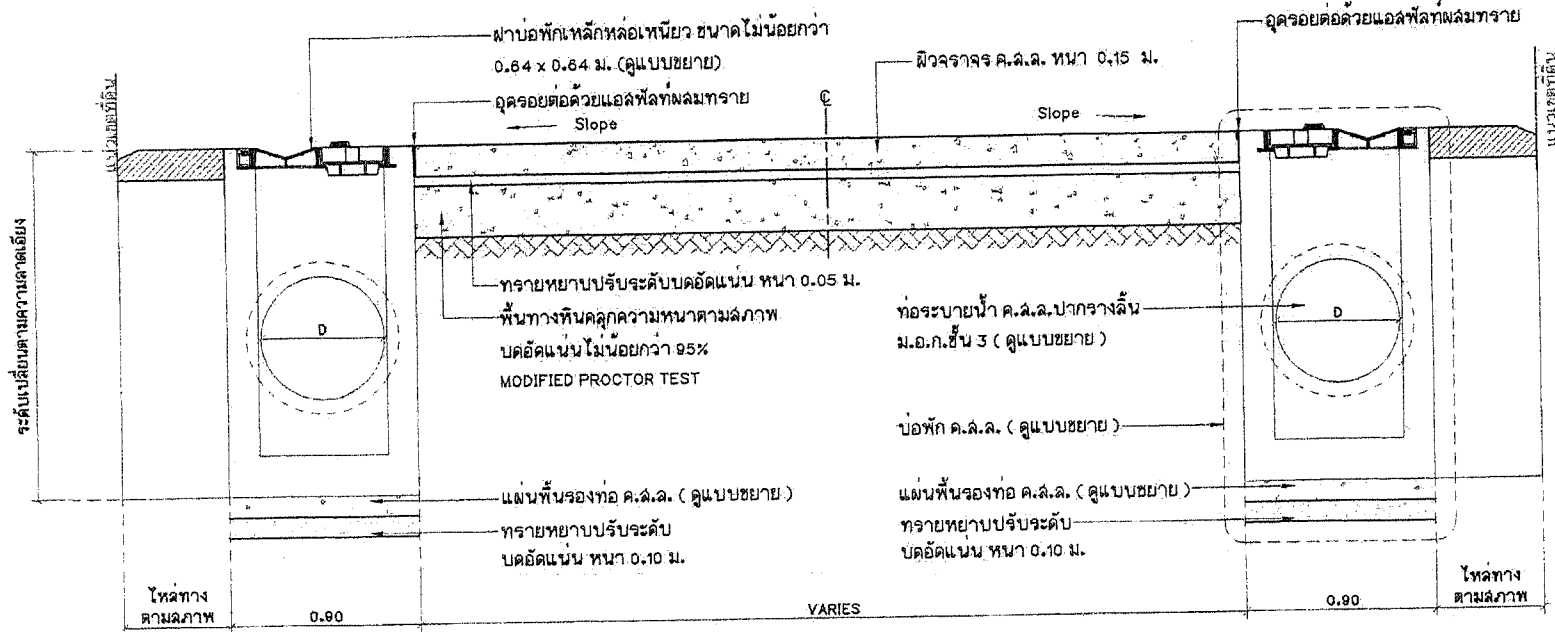 ฝาบ่อพักเหล็กหล่อเหนียว ขนาดไม่น้อยกว่า
0.64 x 0.64 ม. (ดูแบบขยาย)
อุดรอยต่อด้วยแอสฟัลท์ผสมทราย
ผิวจราจร ค.ส.ล. หนา 0.15 ม.
อุดรอยต่อด้วยแอสฟัลท์ผสมทราย
แนวเขตที่ดิน
Slope
Slope
แนวเขตที่ดิน
ระดับเปลี่ยนตามความลาดเอียง
ทรายหยาบปรับระดับบดอัดแน่น หนา 0.05 ม.
พื้นทางหินคลุกความหนาตามสภาพ
บดอัดแน่นไม่น้อยกว่า 95%
MODIFIED PROCTOR TEST
ท่อระบายน้ำ ค.ส.ล.ปากรางลิ้น
ม.อ.ก.ชั้น 3 ( ดูแบบขยาย )
D
D
บ่อพัก ค.ส.ล. ( ดูแบบขยาย )
แผ่นพื้นรองท่อ ค.ส.ล. ( ดูแบบขยาย )
ทรายหยาบปรับระดับ
บดอัดแน่น หนา 0.10 ม.
แผ่นพื้นรองท่อ ค.ส.ล. ( ดูแบบขยาย )
ทรายหยาบปรับระดับ
บดอัดแน่น หนา 0.10 ม.
ไหล่ทาง
ตามสภาพ
0.90
VARIES
0.90
ไหล่ทาง
ตามสภาพ